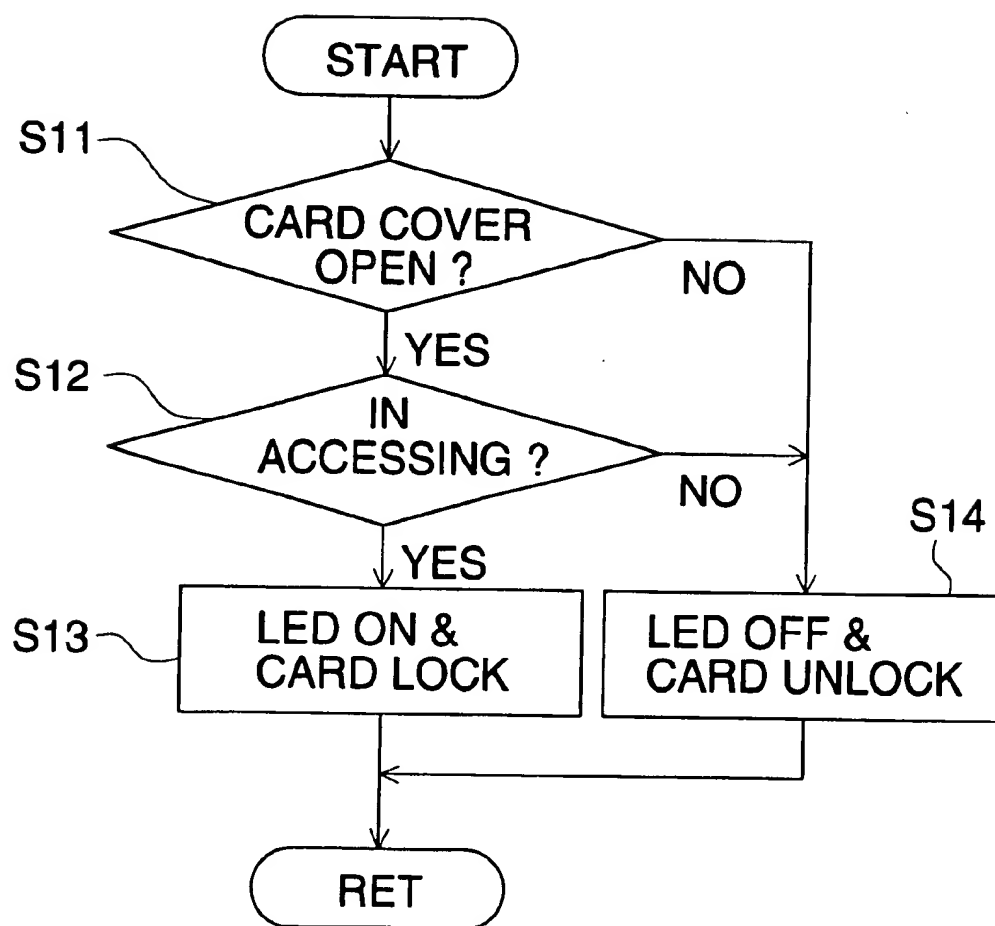 START
S11
CARD COVER
OPEN ?
NO
YES
S12
IN
ACCESSING ?
NO
YES
S14
S13
LED ON &
CARD LOCK
LED OFF &
CARD UNLOCK
RET